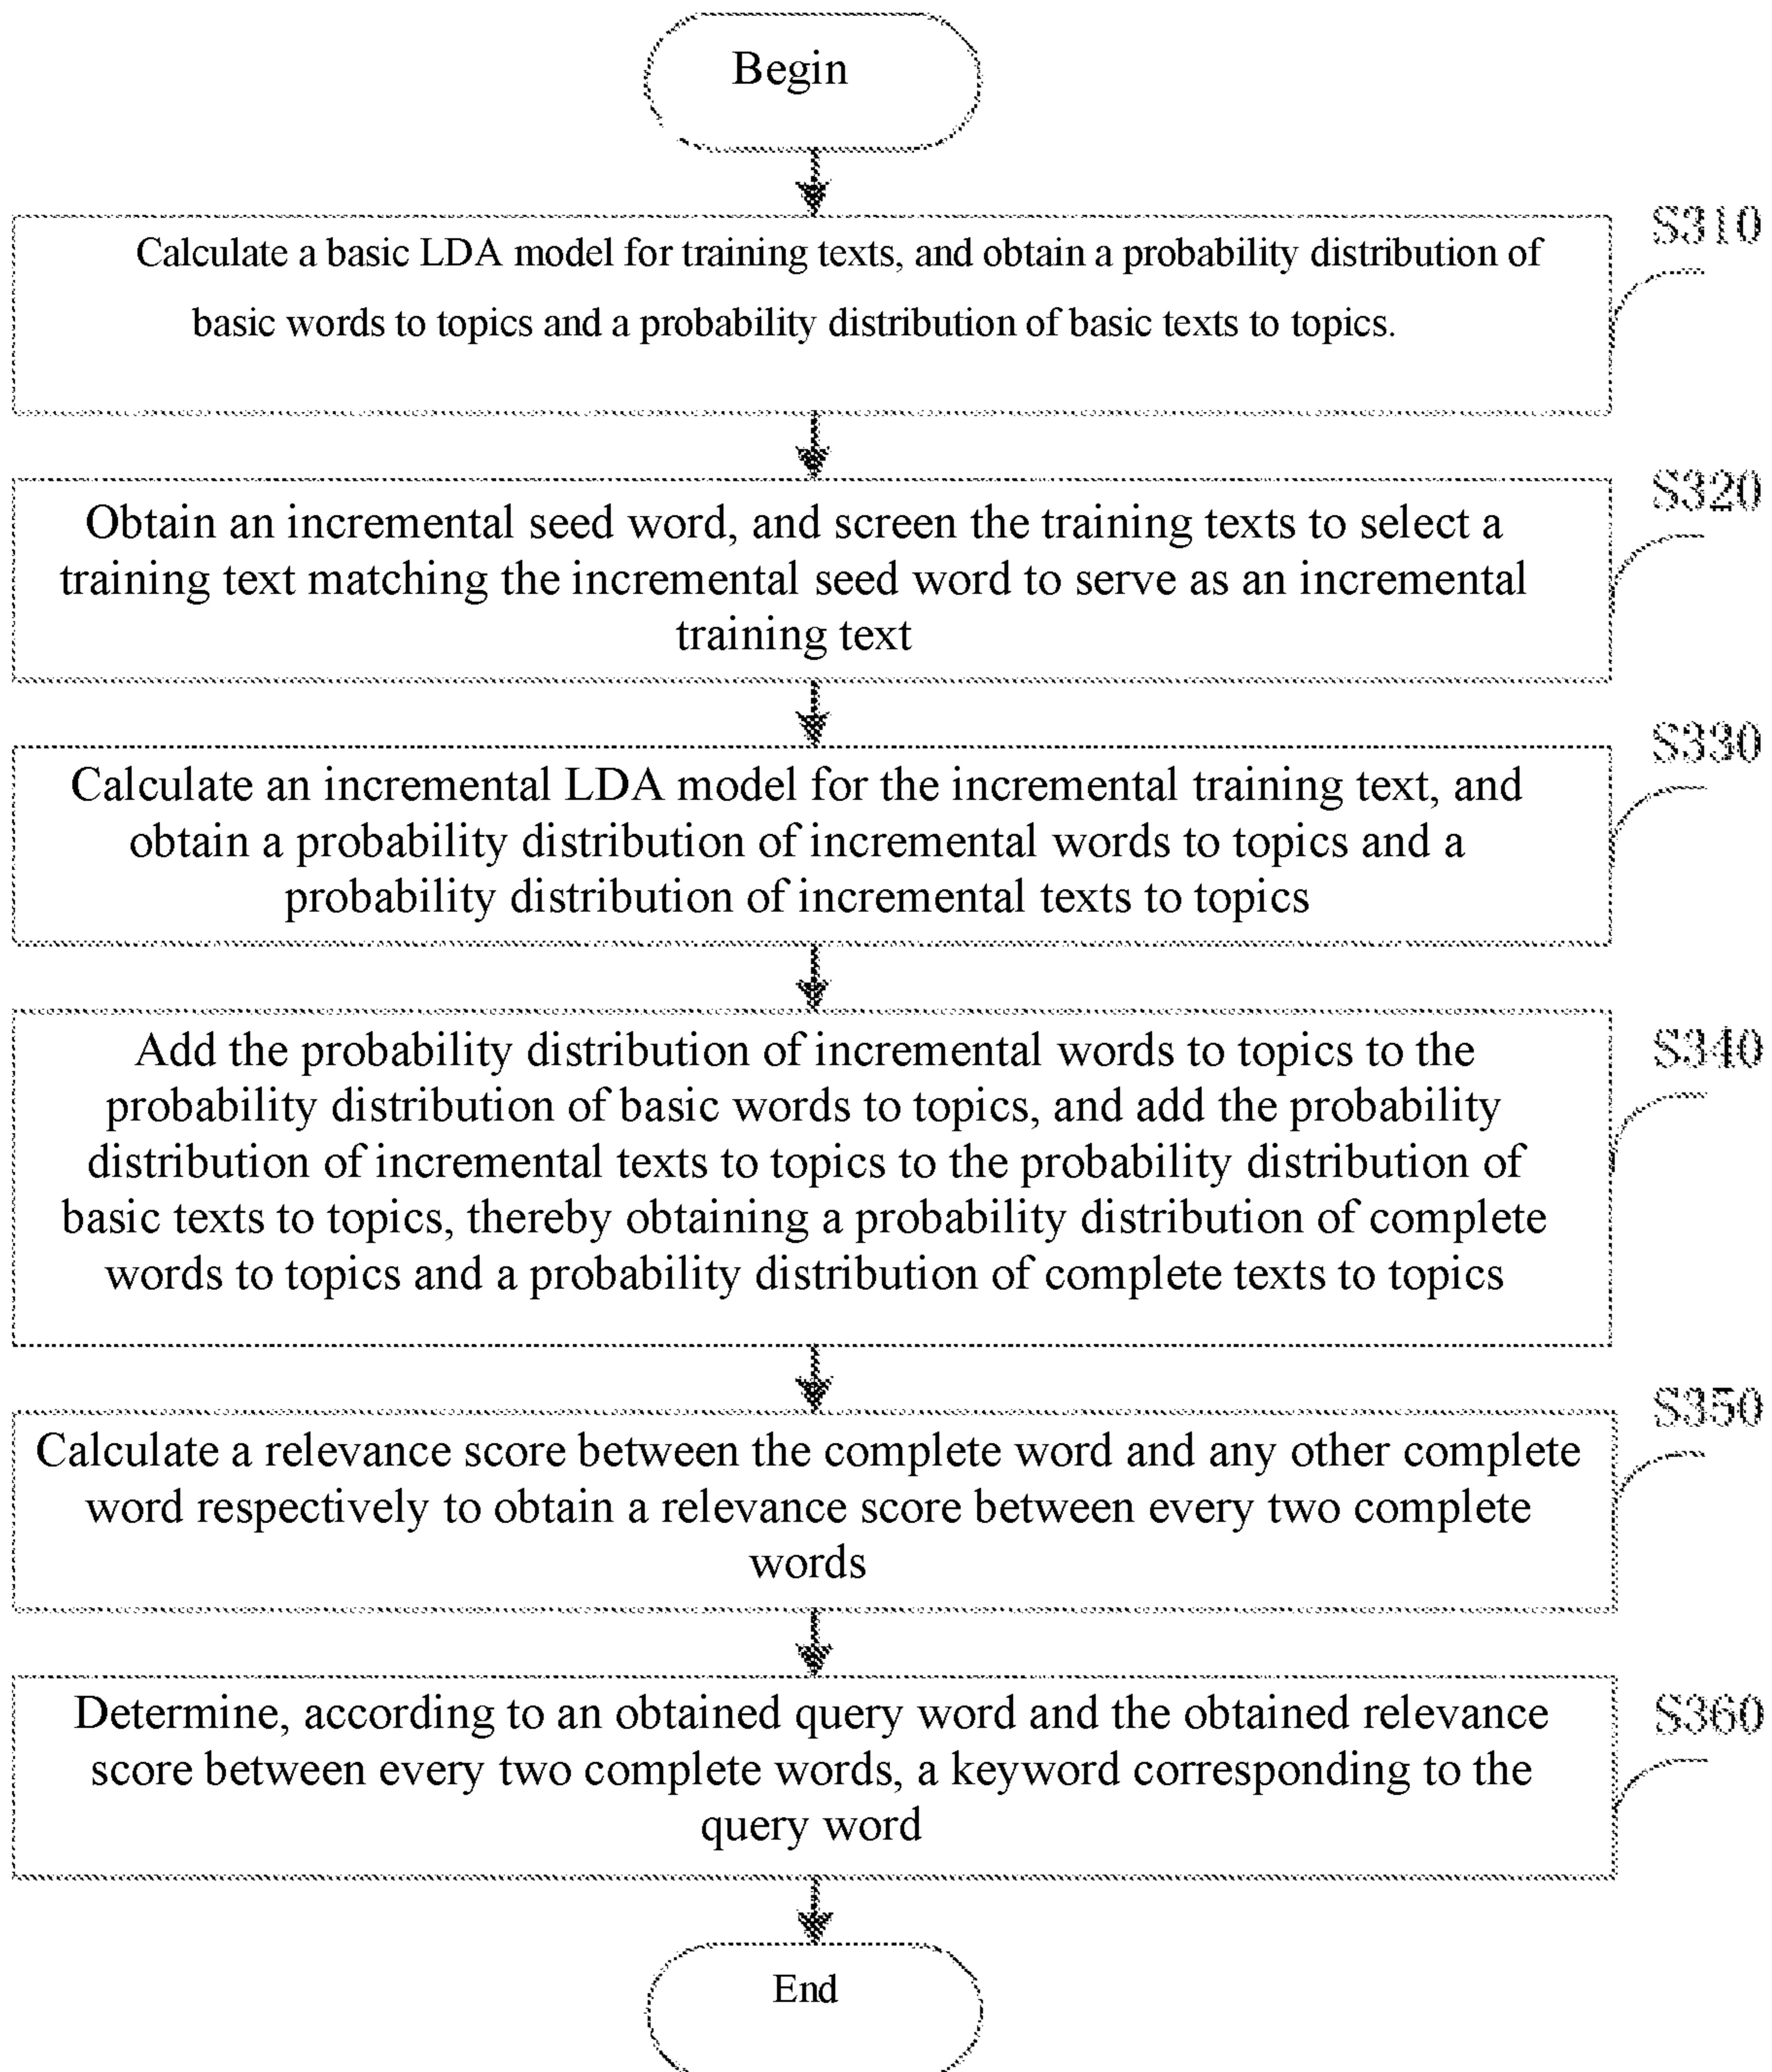 Begin
S310
Calculate a basic LDA model for training texts, and obtain a probability distribution of
basic words to topics and a probability distribution of basic texts to topics.
S320
Obtain an incremental seed word, and screen the training texts to select a
training text matching the incremental seed word to serve as an incremental
training text
S330
Calculate an incremental LDA model for the incremental training text, and
obtain a probability distribution of incremental words to topics and a
probability distribution of incremental texts to topics
S340
Add the probability distribution of incremental words to topics to the
probability distribution of basic words to topics, and add the probability
distribution of incremental texts to topics to the probability distribution of
basic texts to topics, thereby obtaining a probability distribution of complete
words to topics and a probability distribution of complete texts to topics
S350
Calculate a relevance score between the complete word and any other complete
word respectively to obtain a relevance score between every two complete
words
S360
Determine, according to an obtained query word and the obtained relevance
score between every two complete words, a keyword corresponding to the
query word
End